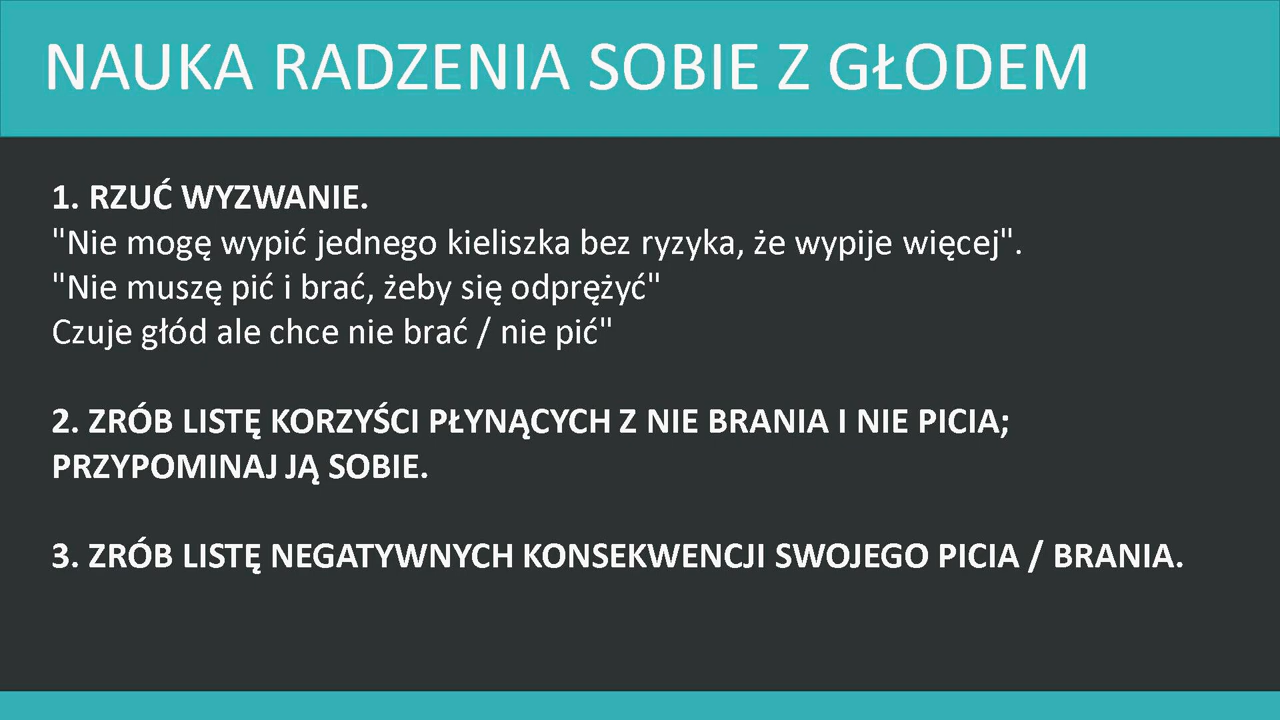 NAUKA RADZENIA SOBIE Z GŁODEM
1. RZUĆ WYZWANIE.
"Nie mogę wypić jednego kieliszka bez ryzyka, że wypije więcej".
"Nie muszę pić i brać, żeby się odprężyć"
Czuje głód ale chce nie brać / nie pić"
2. ZRÓB LISTĘ KORZYŚCI PŁYNĄCYCH Z NIE BRANIA I NIE PICIA;
PRZYPOMINAJ JĄ SOBIE.
3. ZRÓB LISTĘ NEGATYWNYCH KONSEKWENCJI SWOJEGO PICIA / BRANIA.